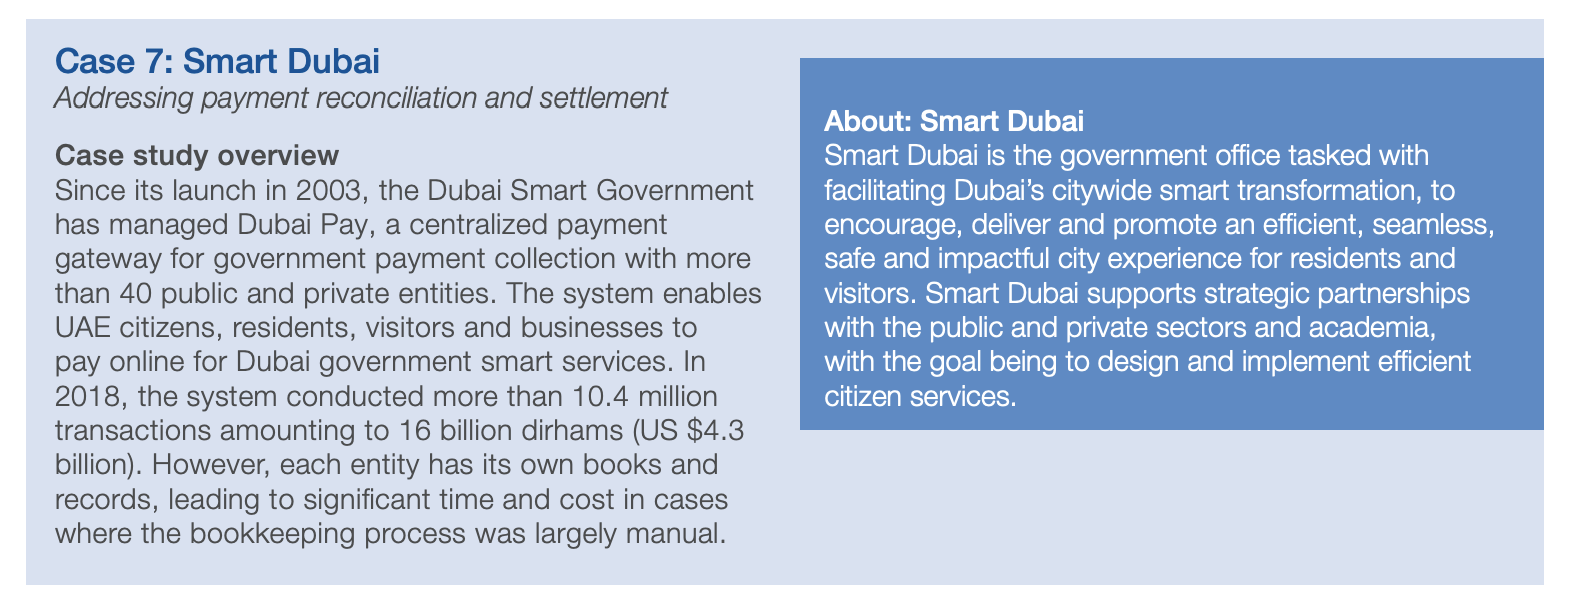 Case 7: Smart Dubai
Addressing payment reconciliation and settlement
Case study overview
Since its launch in 2003, the Dubai Smart Government
has managed Dubai Pay, a centralized payment
gateway for government payment collection with more
than 40 public and private entities. The system enables
UAE citizens, residents, visitors and businesses to
pay online for Dubai government smart services. In
2018, the system conducted more than 10.4 million
transactions amounting to 16 billion dirhams (US $4.3
billion). However, each entity has its own books and
records, leading to significant time and cost in cases
where the bookkeeping process was largely manual.
About: Smart Dubai
Smart Dubai is the government office tasked with
facilitating Dubai’s citywide smart transformation, to
encourage, deliver and promote an efficient, seamless,
safe and impactful city experience for residents and
visitors. Smart Dubai supports strategic partnerships
with the public and private sectors and academia,
with the goal being to design and implement efficient
citizen services.